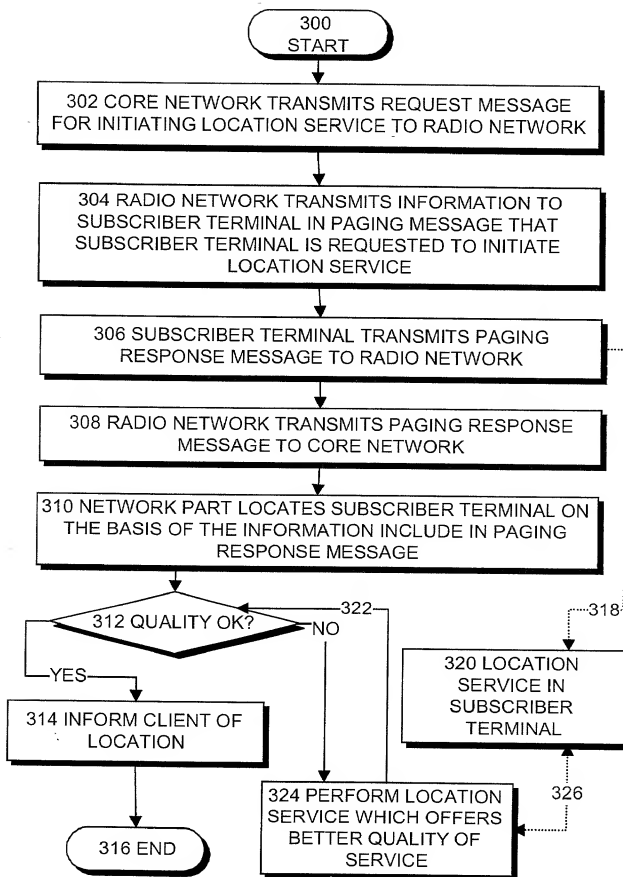 300
START
302 CORE NETWORK TRANSMITS REQUEST MESSAGE
FOR INITIATING LOCATION SERVICE TO RADIO NETWORK
304 RADIO NETWORK TRANSMITS INFORMATION TO
SUBSCRIBER TERMINAL IN PAGING MESSAGE THAT
SUBSCRIBER TERMINAL IS REQUESTED TO INITIATE
LOCATION SERVICE
306 SUBSCRIBER TERMINAL TRANSMITS PAGING
RESPONSE MESSAGE TO RADIO NETWORK
308 RADIO NETWORK TRANSMITS PAGING RESPONSE
MESSAGE TO CORE NETWORK
310 NETWORK PART LOCATES SUBSCRIBER TERMINAL ON
THE BASIS OF THE INFORMATION INCLUDE IN PAGING
RESPONSE MESSAGE
312 QUALITY OK?
322
NO
318
YES
320 LOCATION
SERVICE IN
SUBSCRIBER
TERMINAL
314 INFORM CLIENT OF
LOCATION
326
324 PERFORM LOCATION
SERVICE WHICH OFFERS
BETTER QUALITY OF
SERVICE
316 END